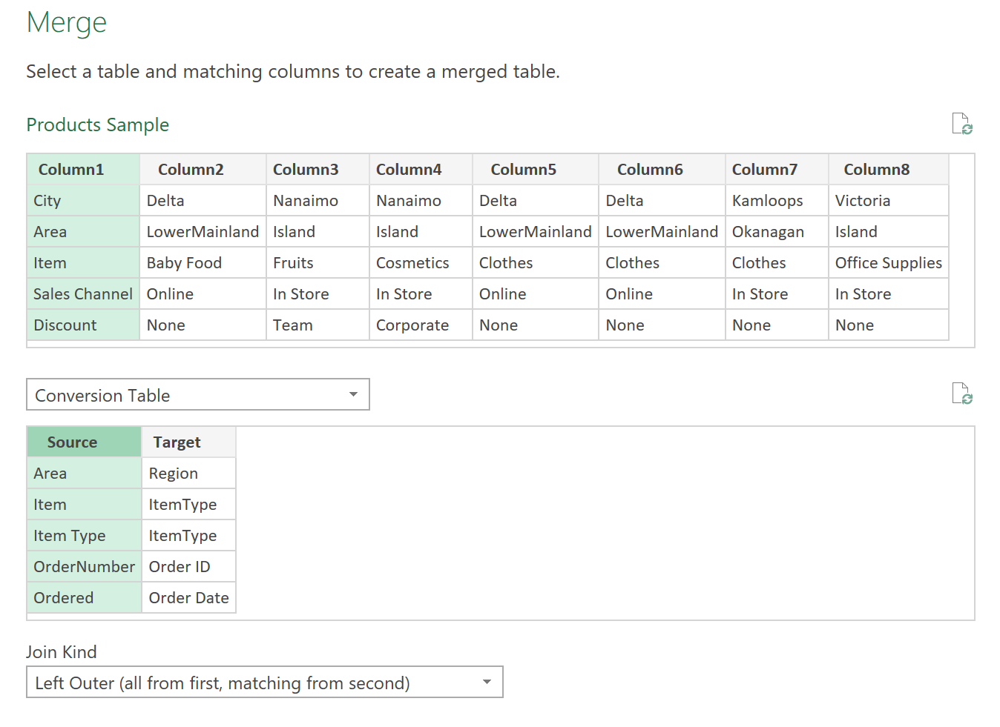 Merge
Select a table and matching columns to create a merged table.
Products Sample
Column1 Column2 Column3 Column4 Column5 Column6 Column7 Column8
City Delta Nanaimo Nanaimo Delta Delta Kamloops Victoria
Area LowerMainland Island Island LowerMainland LowerMainland Okanagan Island
Item Baby Food Fruits Cosmetics Clothes Clothes Clothes Office Supplies
Sales Channel Online In Store In Store Online Online In Store In Store
Discount None Team Corporate None None None None
Conversion Table
Source Target
Area Region
Item ItemType
Item Type ItemType
OrderNumber Order ID
Ordered Order Date
Join Kind
Left Outer (all from first, matching from second)